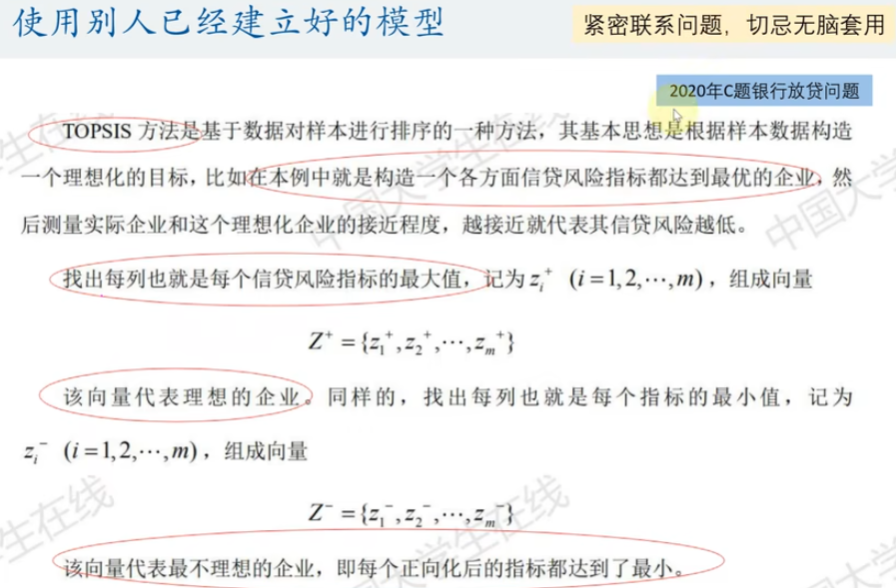 使用别人已经建立好的模型
紧密联系问题，切忌无脑套用
2020年C题银行放贷问题
TOPSIS 方法是基于数据对样本进行排序的一种方法，其基本思想是根据样本数据构造
一个理想化的目标，比如在本例中就是构造一个各方面信贷风险指标都达到最优的企业，然
后测量实际企业和这个理想化企业的接近程度，越接近就代表其信贷风险越低。
找出每列也就是每个信贷风险指标的最大值，记为 z_i^+ (i=1,2,⋯,m)，组成向量
Z^+ = {z_1^+, z_2^+, ⋯, z_m^+}
该向量代表理想的企业。同样的，找出每列也就是每个指标的最小值，记为
z_i^- (i=1,2,⋯,m)，组成向量
Z^- = {z_1^-, z_2^-, ⋯, z_m^-}
该向量代表最不理想的企业，即每个正向化后的指标都达到了最小。